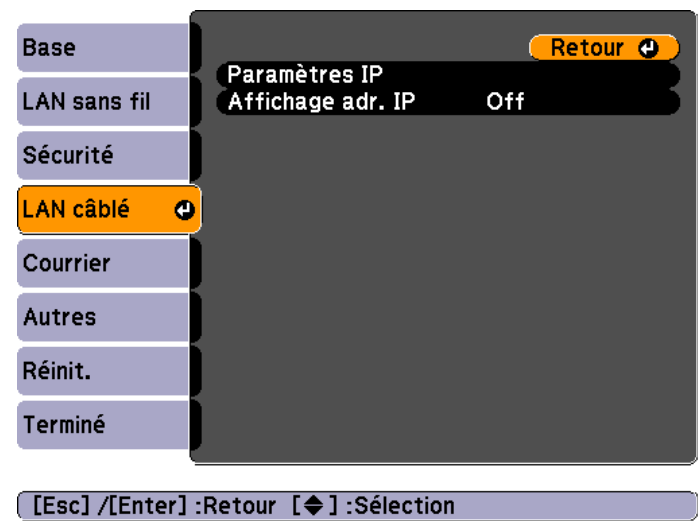 Base
LAN sans fil
Sécurité
LAN câblé
Courrier
Autres
Réinit.
Terminé
Retour
Paramètres IP
Affichage adr. IP Off
[Esc] /[Enter] :Retour [◆] :Sélection